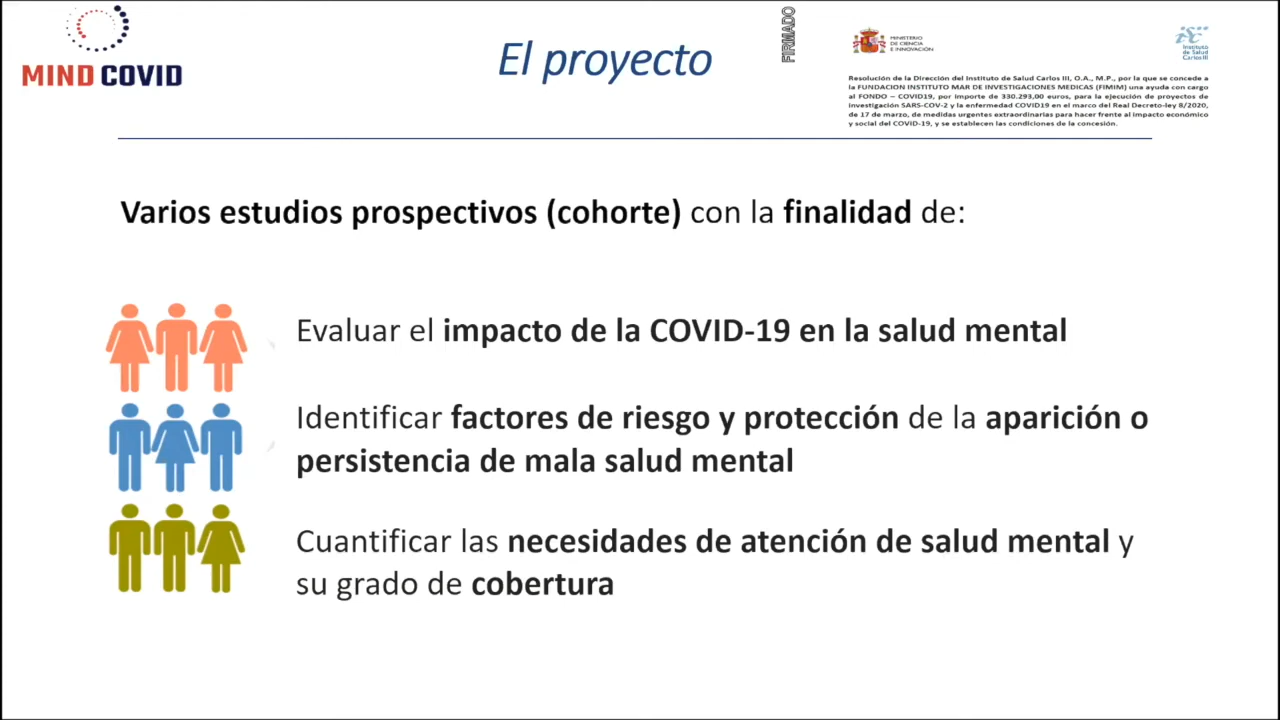 MIND COVID
El proyecto
FIRMADO
MINISTERIO
DE CIENCIA
E INNOVACIÓN
Instituto
de Salud
Carlos III
Resolución de la Dirección del Instituto de Salud Carlos III, O.A., M.P., por la que se concede a
la FUNDACION INSTITUTO MAR DE INVESTIGACIONES MEDICAS (FIMIM) una ayuda con cargo
al FONDO – COVID19, por importe de 330.293,00 euros, para la ejecución de proyectos de
investigación SARS-COV-2 y la enfermedad COVID19 en el marco del Real Decreto-ley 8/2020,
de 17 de marzo, de medidas urgentes extraordinarias para hacer frente al impacto económico
y social del COVID-19, y se establecen las condiciones de la concesión.
Varios estudios prospectivos (cohorte) con la finalidad de:
Evaluar el impacto de la COVID-19 en la salud mental
Identificar factores de riesgo y protección de la aparición o
persistencia de mala salud mental
Cuantificar las necesidades de atención de salud mental y
su grado de cobertura